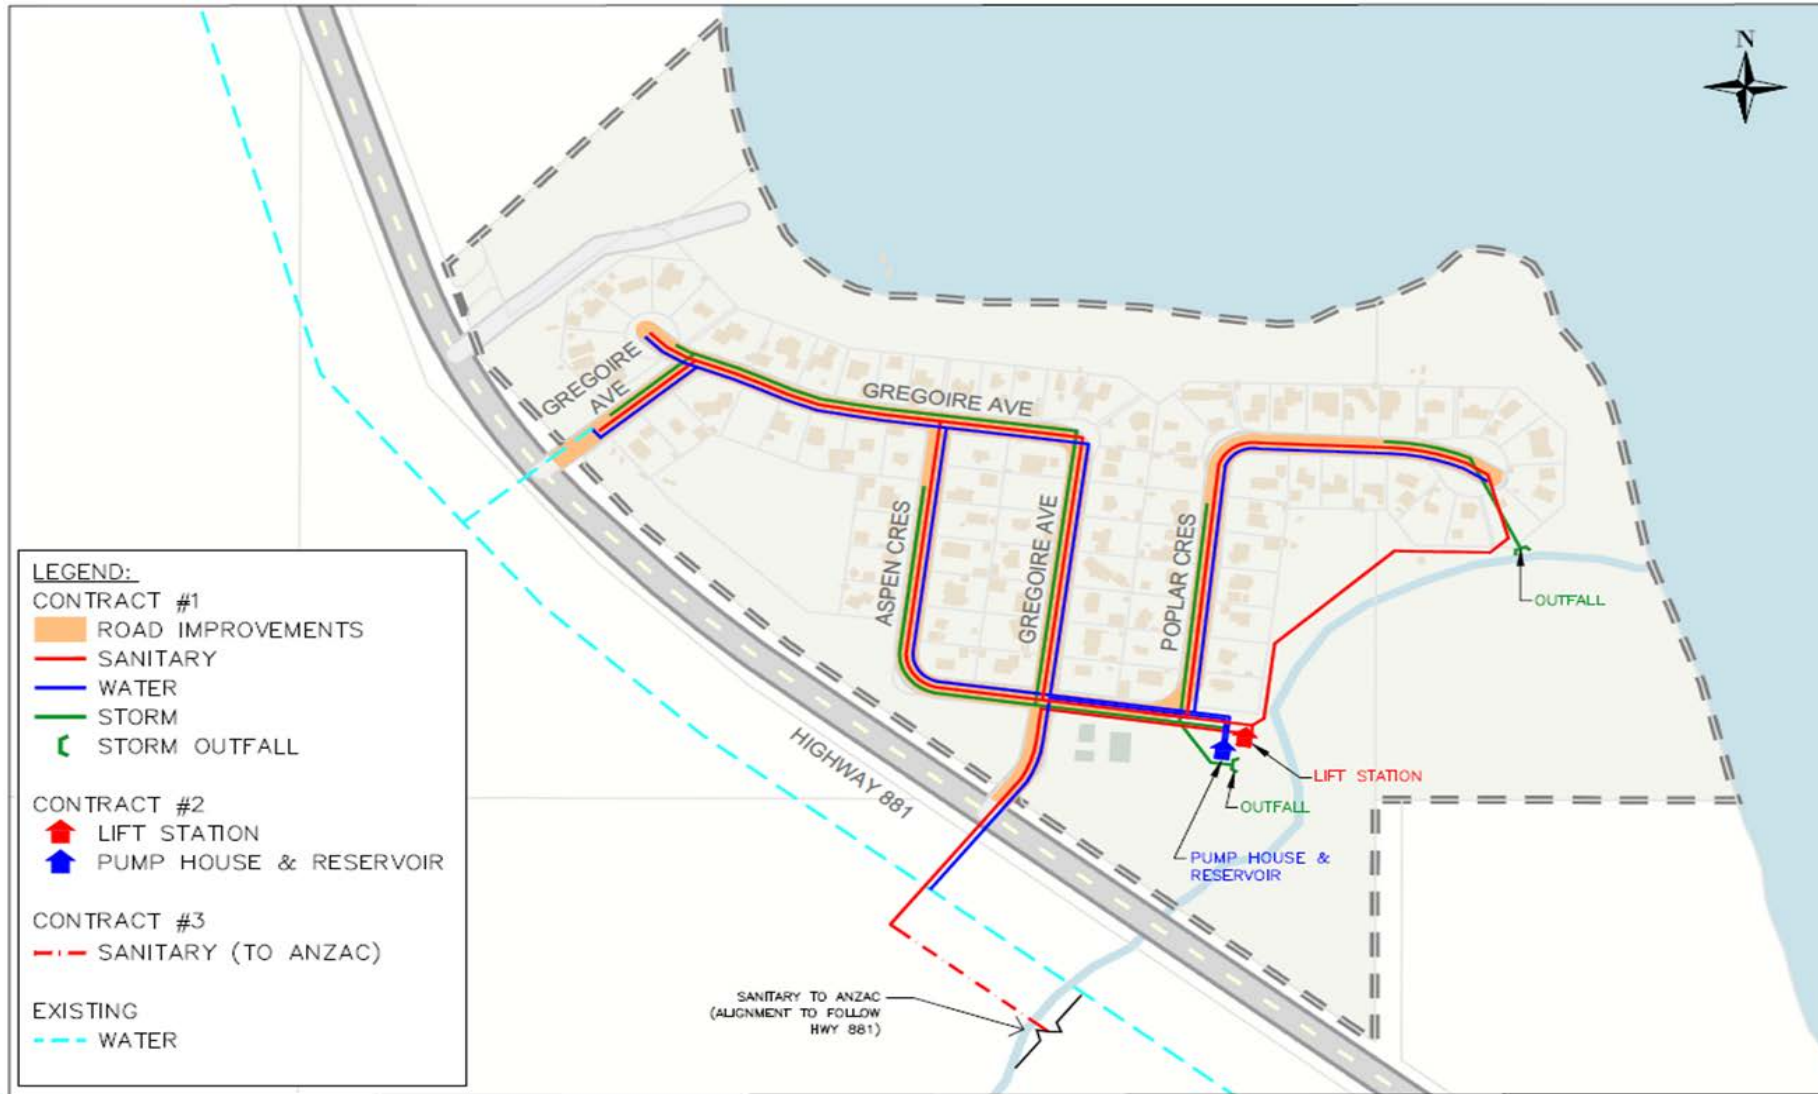 N
GREGOIRE
AVE
GREGOIRE AVE
ASPEN CRES
GREGOIRE AVE
POPLAR CRES
HIGHWAY 881
OUTFALL
LIFT STATION
OUTFALL
PUMP HOUSE &
RESERVOIR
SANITARY TO ANZAC
(ALIGNMENT TO FOLLOW
HWY 881)
LEGEND:
CONTRACT #1
ROAD IMPROVEMENTS
SANITARY
WATER
STORM
STORM OUTFALL
CONTRACT #2
LIFT STATION
PUMP HOUSE & RESERVOIR
CONTRACT #3
SANITARY (TO ANZAC)
EXISTING
WATER